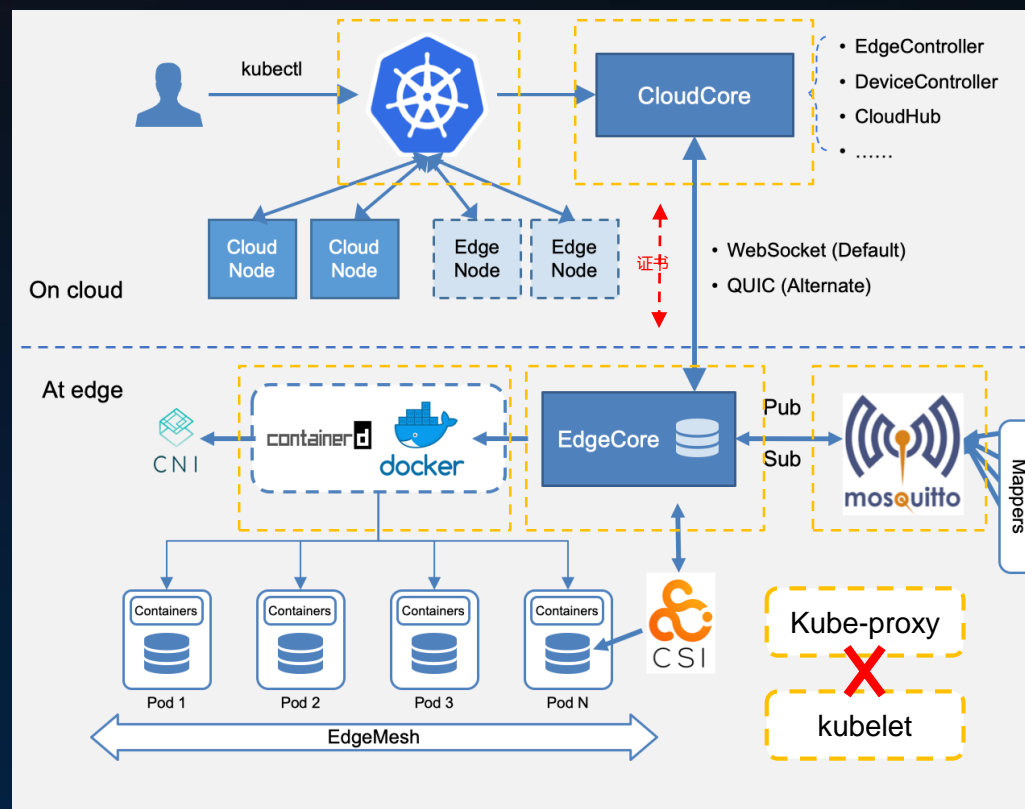 kubectl
CloudCore
• EdgeController
• DeviceController
• CloudHub
• ......
Cloud
Node
Cloud
Node
Edge
Node
Edge
Node
证书
• WebSocket (Default)
• QUIC (Alternate)
On cloud
At edge
CNI
containerd
docker
EdgeCore
Pub
Sub
mosquitto
Mappers
Containers
Containers
Containers
Containers
Pod 1
Pod 2
Pod 3
Pod N
CSI
EdgeMesh
Kube-proxy
X
kubelet